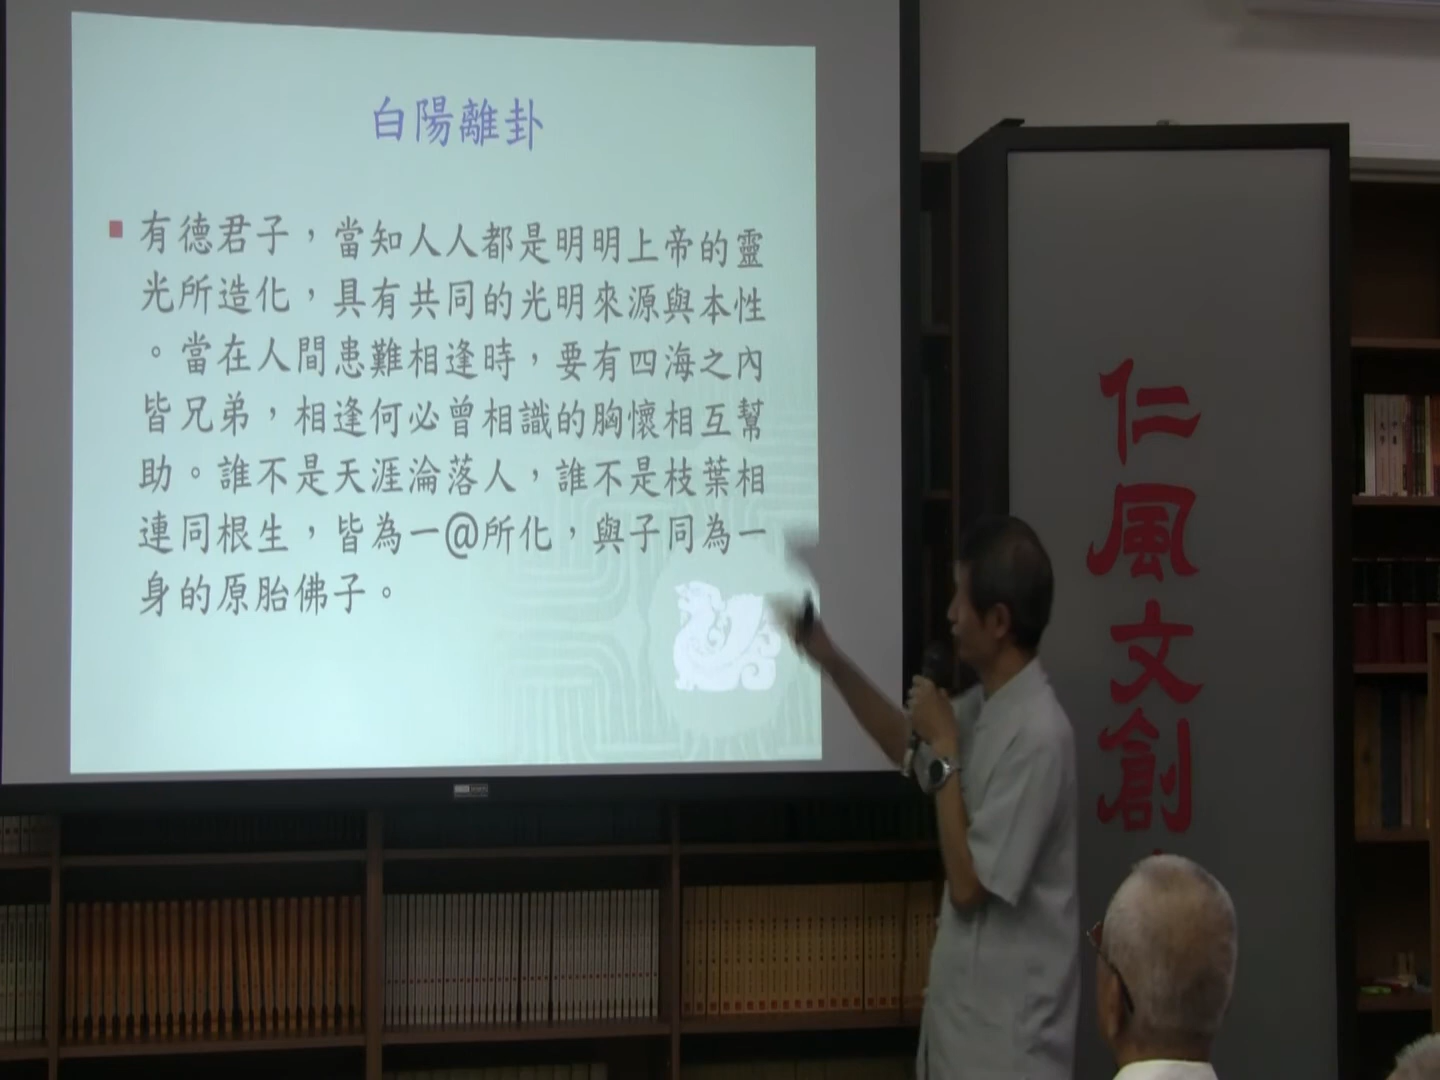 白陽離卦
有德君子，當知人人都是明明上帝的靈
光所造化，具有共同的光明來源與本性
。當在人間患難相逢時，要有四海之內
皆兄弟，相逢何必曾相識的胸懷相互幫
助。誰不是天涯淪落人，誰不是枝葉相
連同根生，皆為一@所化，與子同為一
身的原胎佛子。
仁風文創